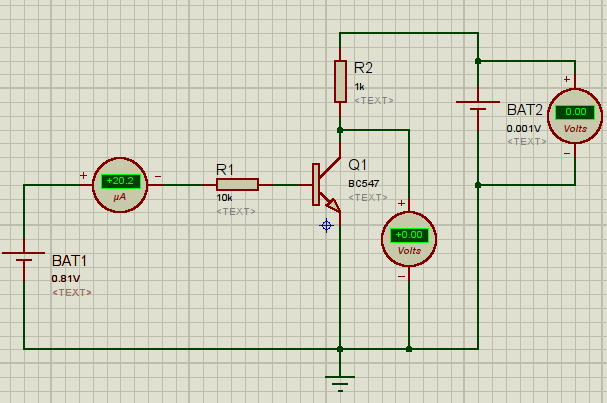 R2
1k
<TEXT>
+
0.00
Volts
−
BAT2
0.001V
<TEXT>
Q1
BC547
<TEXT>
+
+20.2
µA
−
R1
10k
<TEXT>
+
+0.00
Volts
−
BAT1
0.81V
<TEXT>